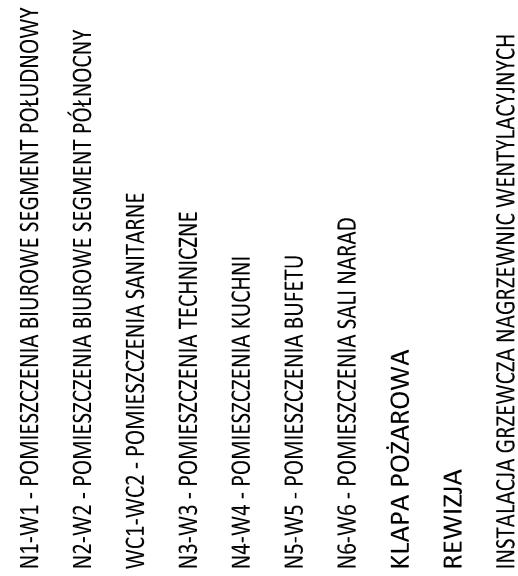 N1-W1 - POMIESZCZENIA BIUROWE SEGMENT POŁUDNOWY
N2-W2 - POMIESZCZENIA BIUROWE SEGMENT PÓŁNOCNY
WC1-WC2 - POMIESZCZENIA SANITARNE
N3-W3 - POMIESZCZENIA TECHNICZNE
N4-W4 - POMIESZCZENIA KUCHNI
N5-W5 - POMIESZCZENIA BUFETU
N6-W6 - POMIESZCZENIA SALI NARAD
KLAPA POŻAROWA
REWIZJA
INSTALACJA GRZEWCZA NAGRZEWNIC WENTYLACYJNYCH